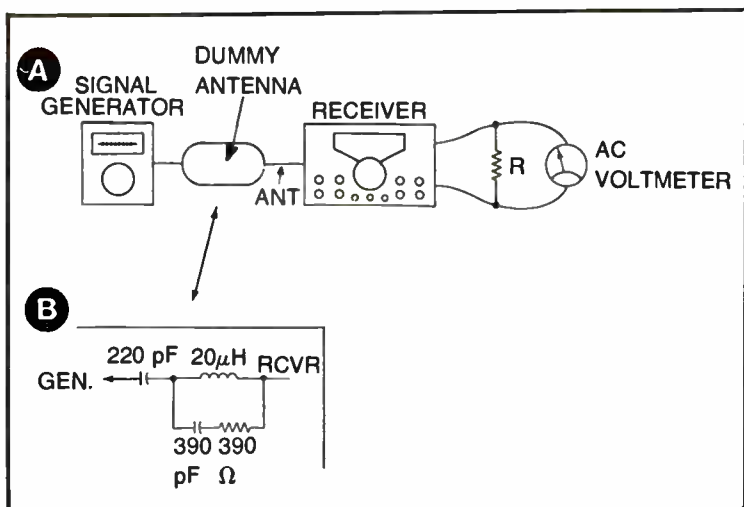 A
DUMMY
ANTENNA
SIGNAL
GENERATOR
RECEIVER
ANT
R
AC
VOLTMETER
B
220 pF 20μH RCVR
GEN.
390 390
pF Ω